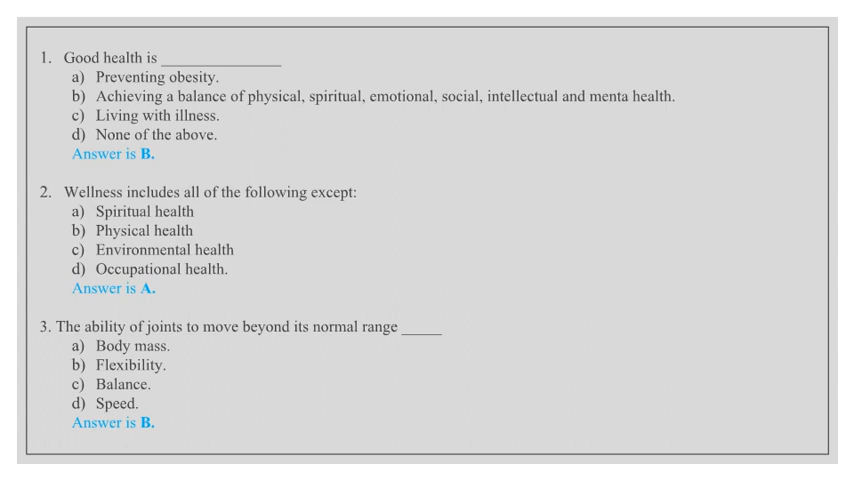 1. Good health is _______________
a) Preventing obesity.
b) Achieving a balance of physical, spiritual, emotional, social, intellectual and menta health.
c) Living with illness.
d) None of the above.
Answer is B.
2. Wellness includes all of the following except:
a) Spiritual health
b) Physical health
c) Environmental health
d) Occupational health.
Answer is A.
3. The ability of joints to move beyond its normal range _____
a) Body mass.
b) Flexibility.
c) Balance.
d) Speed.
Answer is B.